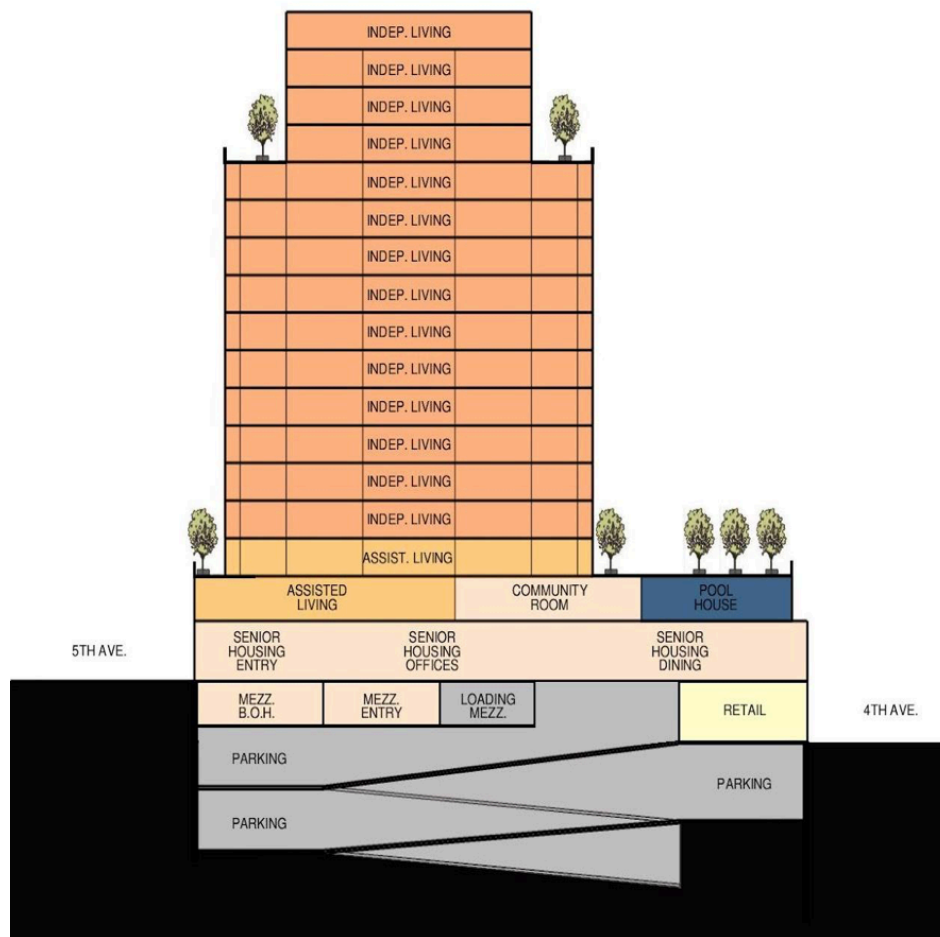 INDEP. LIVING
INDEP. LIVING
INDEP. LIVING
INDEP. LIVING
INDEP. LIVING
INDEP. LIVING
INDEP. LIVING
INDEP. LIVING
INDEP. LIVING
INDEP. LIVING
INDEP. LIVING
INDEP. LIVING
INDEP. LIVING
INDEP. LIVING
ASSIST. LIVING
ASSISTED
LIVING
COMMUNITY
ROOM
POOL
HOUSE
5TH AVE.
SENIOR
HOUSING
ENTRY
SENIOR
HOUSING
OFFICES
SENIOR
HOUSING
DINING
MEZZ.
B.O.H.
MEZZ.
ENTRY
LOADING
MEZZ.
RETAIL
4TH AVE.
PARKING
PARKING
PARKING